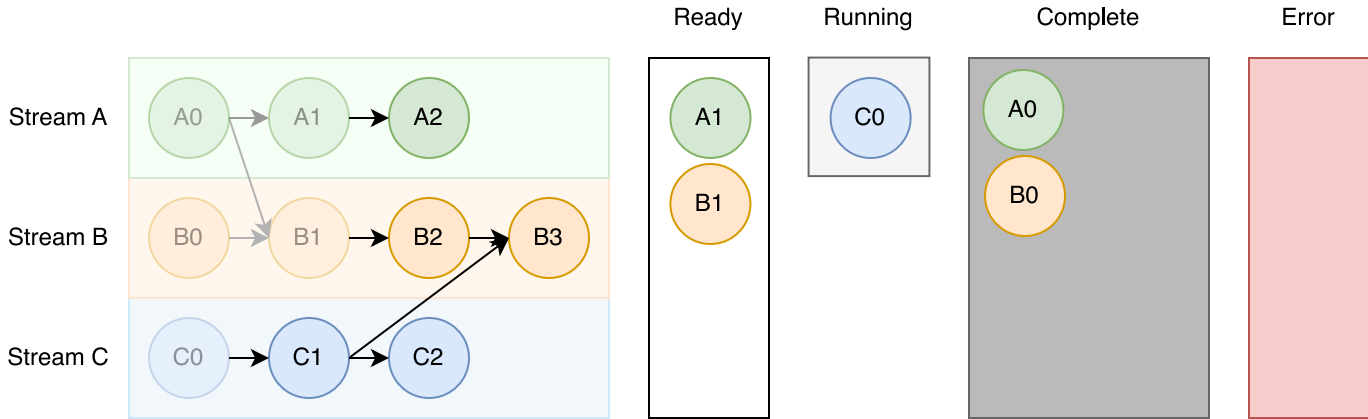 Ready Running Complete Error
Stream A A0 A1 A2 A1 C0 A0
B1 B0
Stream B B0 B1 B2 B3
Stream C C0 C1 C2